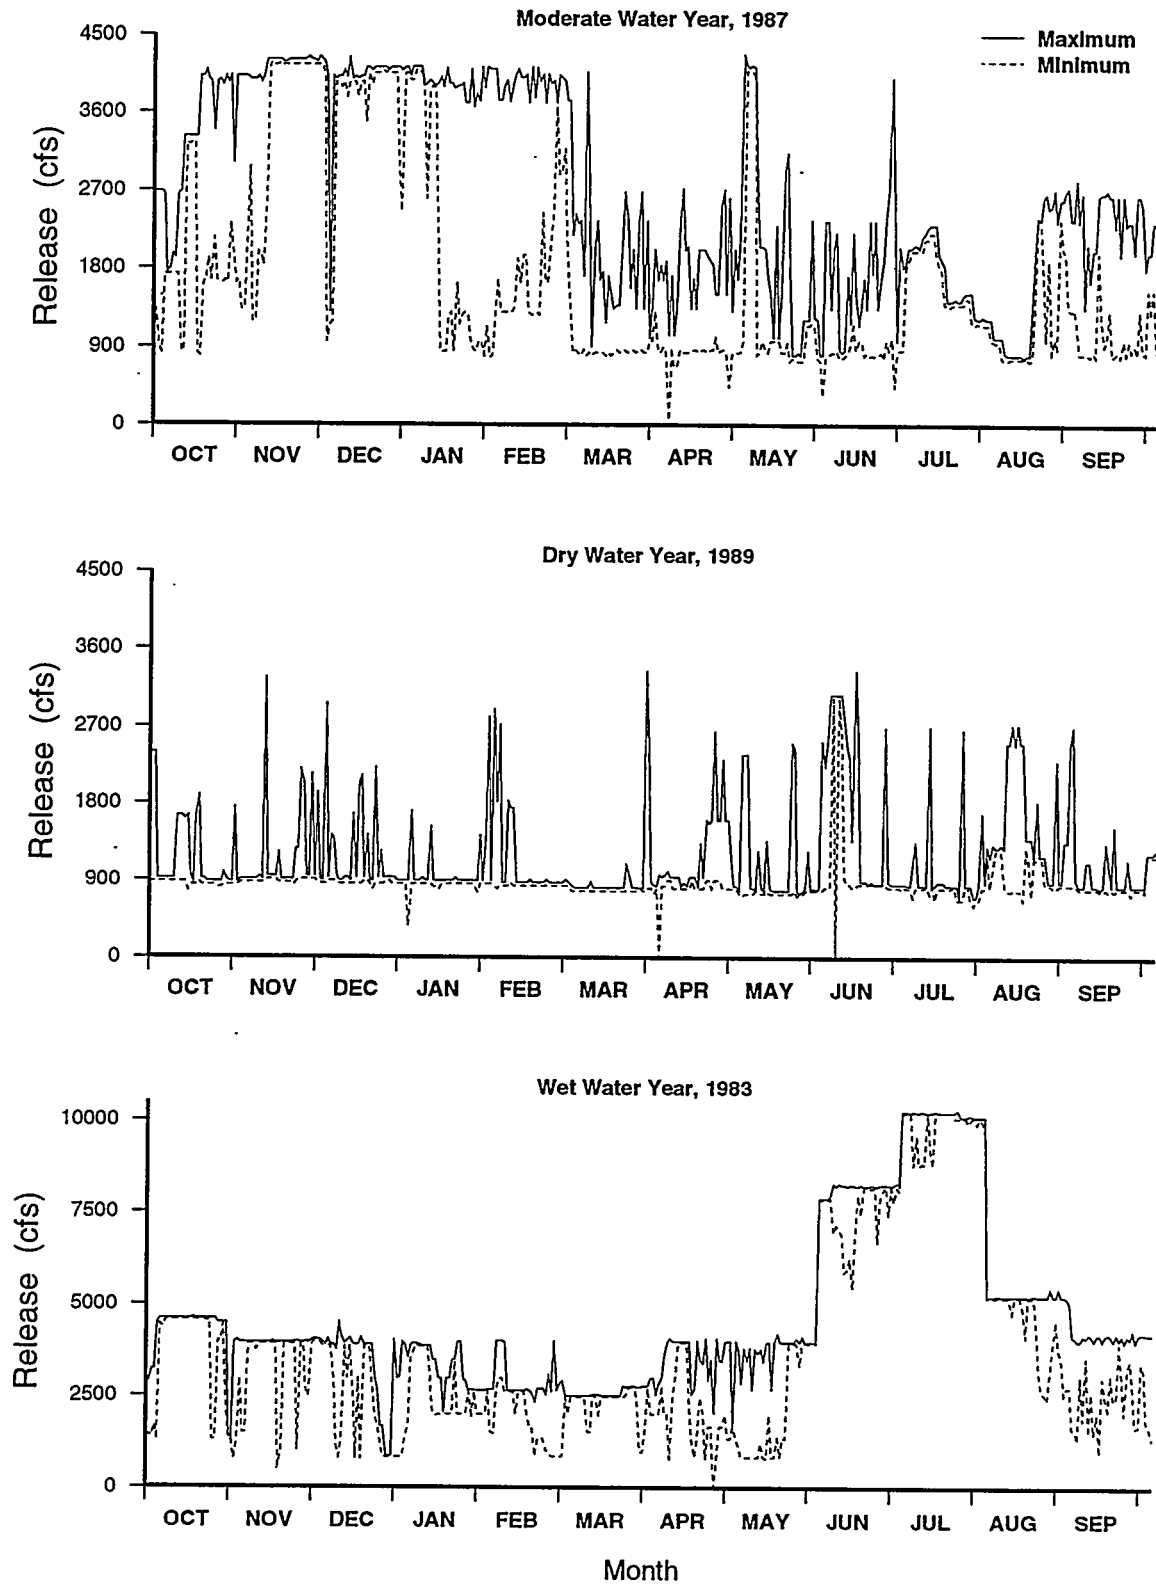 Moderate Water Year, 1987
Maximum
Minimum
Release (cfs)
4500
3600
2700
1800
900
0
OCT NOV DEC JAN FEB MAR APR MAY JUN JUL AUG SEP
Dry Water Year, 1989
Release (cfs)
4500
3600
2700
1800
900
0
OCT NOV DEC JAN FEB MAR APR MAY JUN JUL AUG SEP
Wet Water Year, 1983
Release (cfs)
10000
7500
5000
2500
0
OCT NOV DEC JAN FEB MAR APR MAY JUN JUL AUG SEP
Month